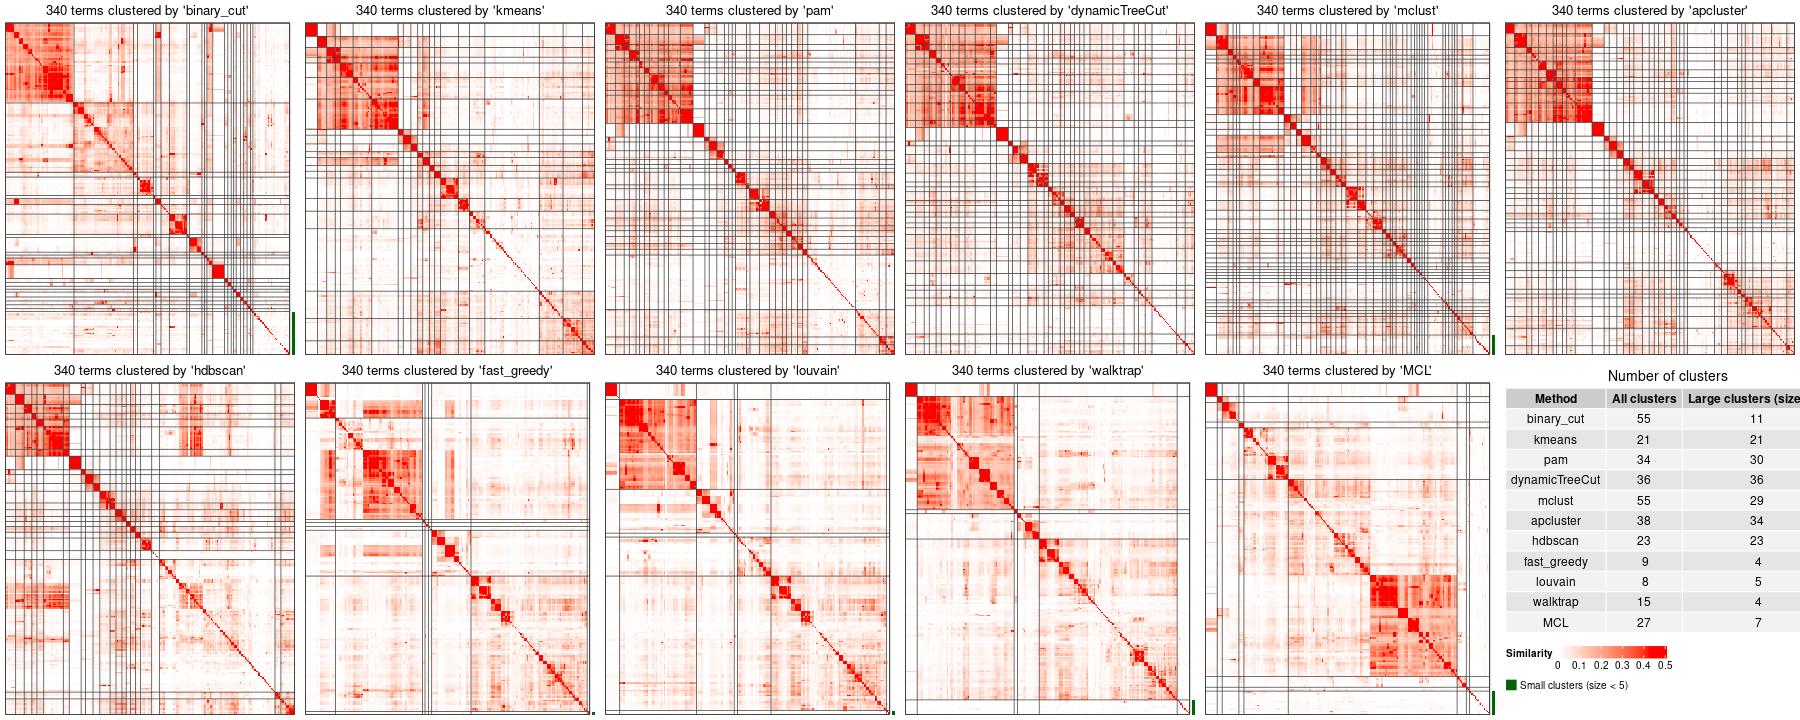 340 terms clustered by 'binary_cut'
340 terms clustered by 'kmeans'
340 terms clustered by 'pam'
340 terms clustered by 'dynamicTreeCut'
340 terms clustered by 'mclust'
340 terms clustered by 'apcluster'
340 terms clustered by 'hdbscan'
340 terms clustered by 'fast_greedy'
340 terms clustered by 'louvain'
340 terms clustered by 'walktrap'
340 terms clustered by 'MCL'
Number of clusters
Method All clusters Large clusters (size
binary_cut 55 11
kmeans 21 21
pam 34 30
dynamicTreeCut 36 36
mclust 55 29
apcluster 38 34
hdbscan 23 23
fast_greedy 9 4
louvain 8 5
walktrap 15 4
MCL 27 7
Similarity
0 0.1 0.2 0.3 0.4 0.5
Small clusters (size < 5)